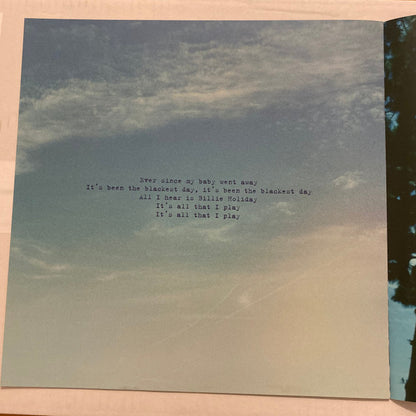 Ever since my baby went away
It's been the blackest day, it's been the blackest day
All I hear is Billie Holiday
It's all that I play
It's all that I play